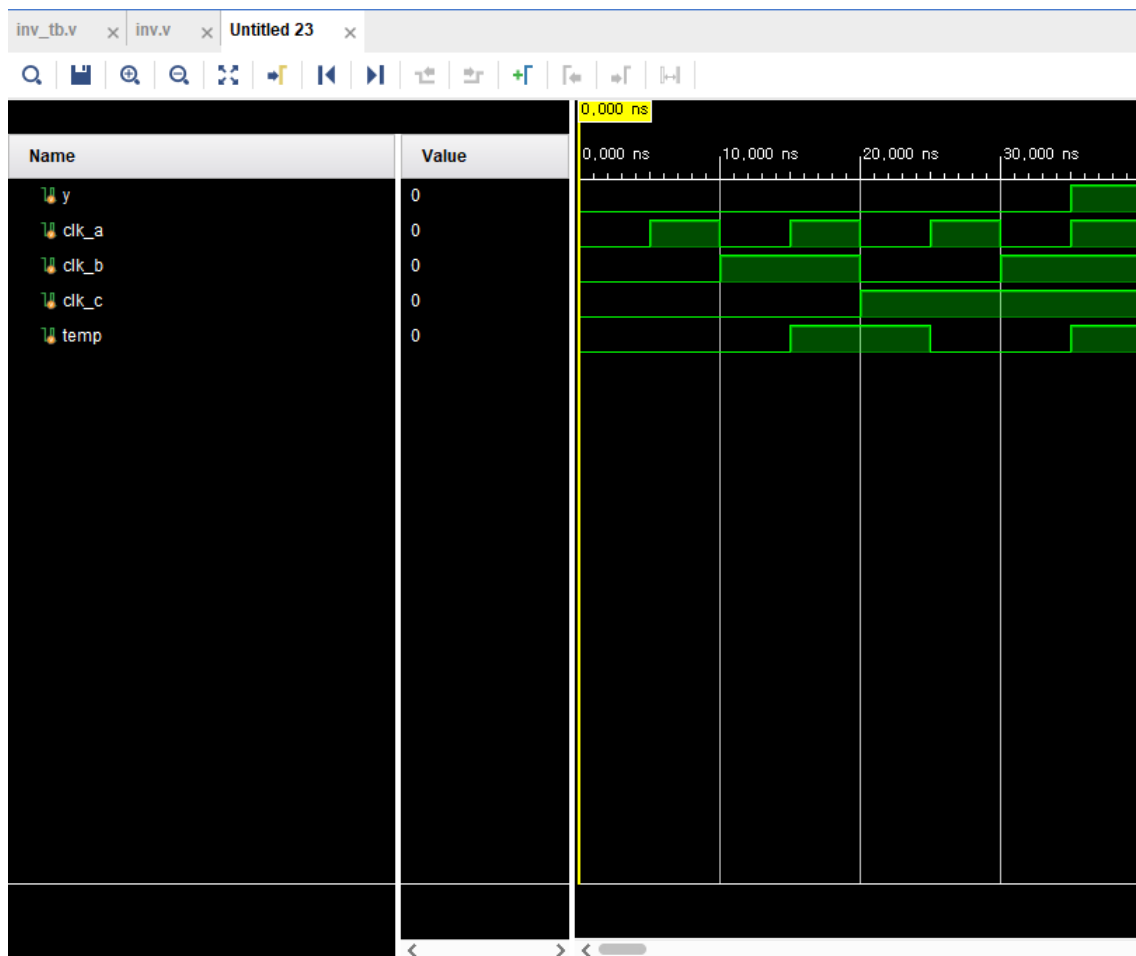 inv_tb.v × inv.v × Untitled 23 ×
0,000 ns
Name Value 0,000 ns 10,000 ns 20,000 ns 30,000 ns
y 0
clk_a 0
clk_b 0
clk_c 0
temp 0